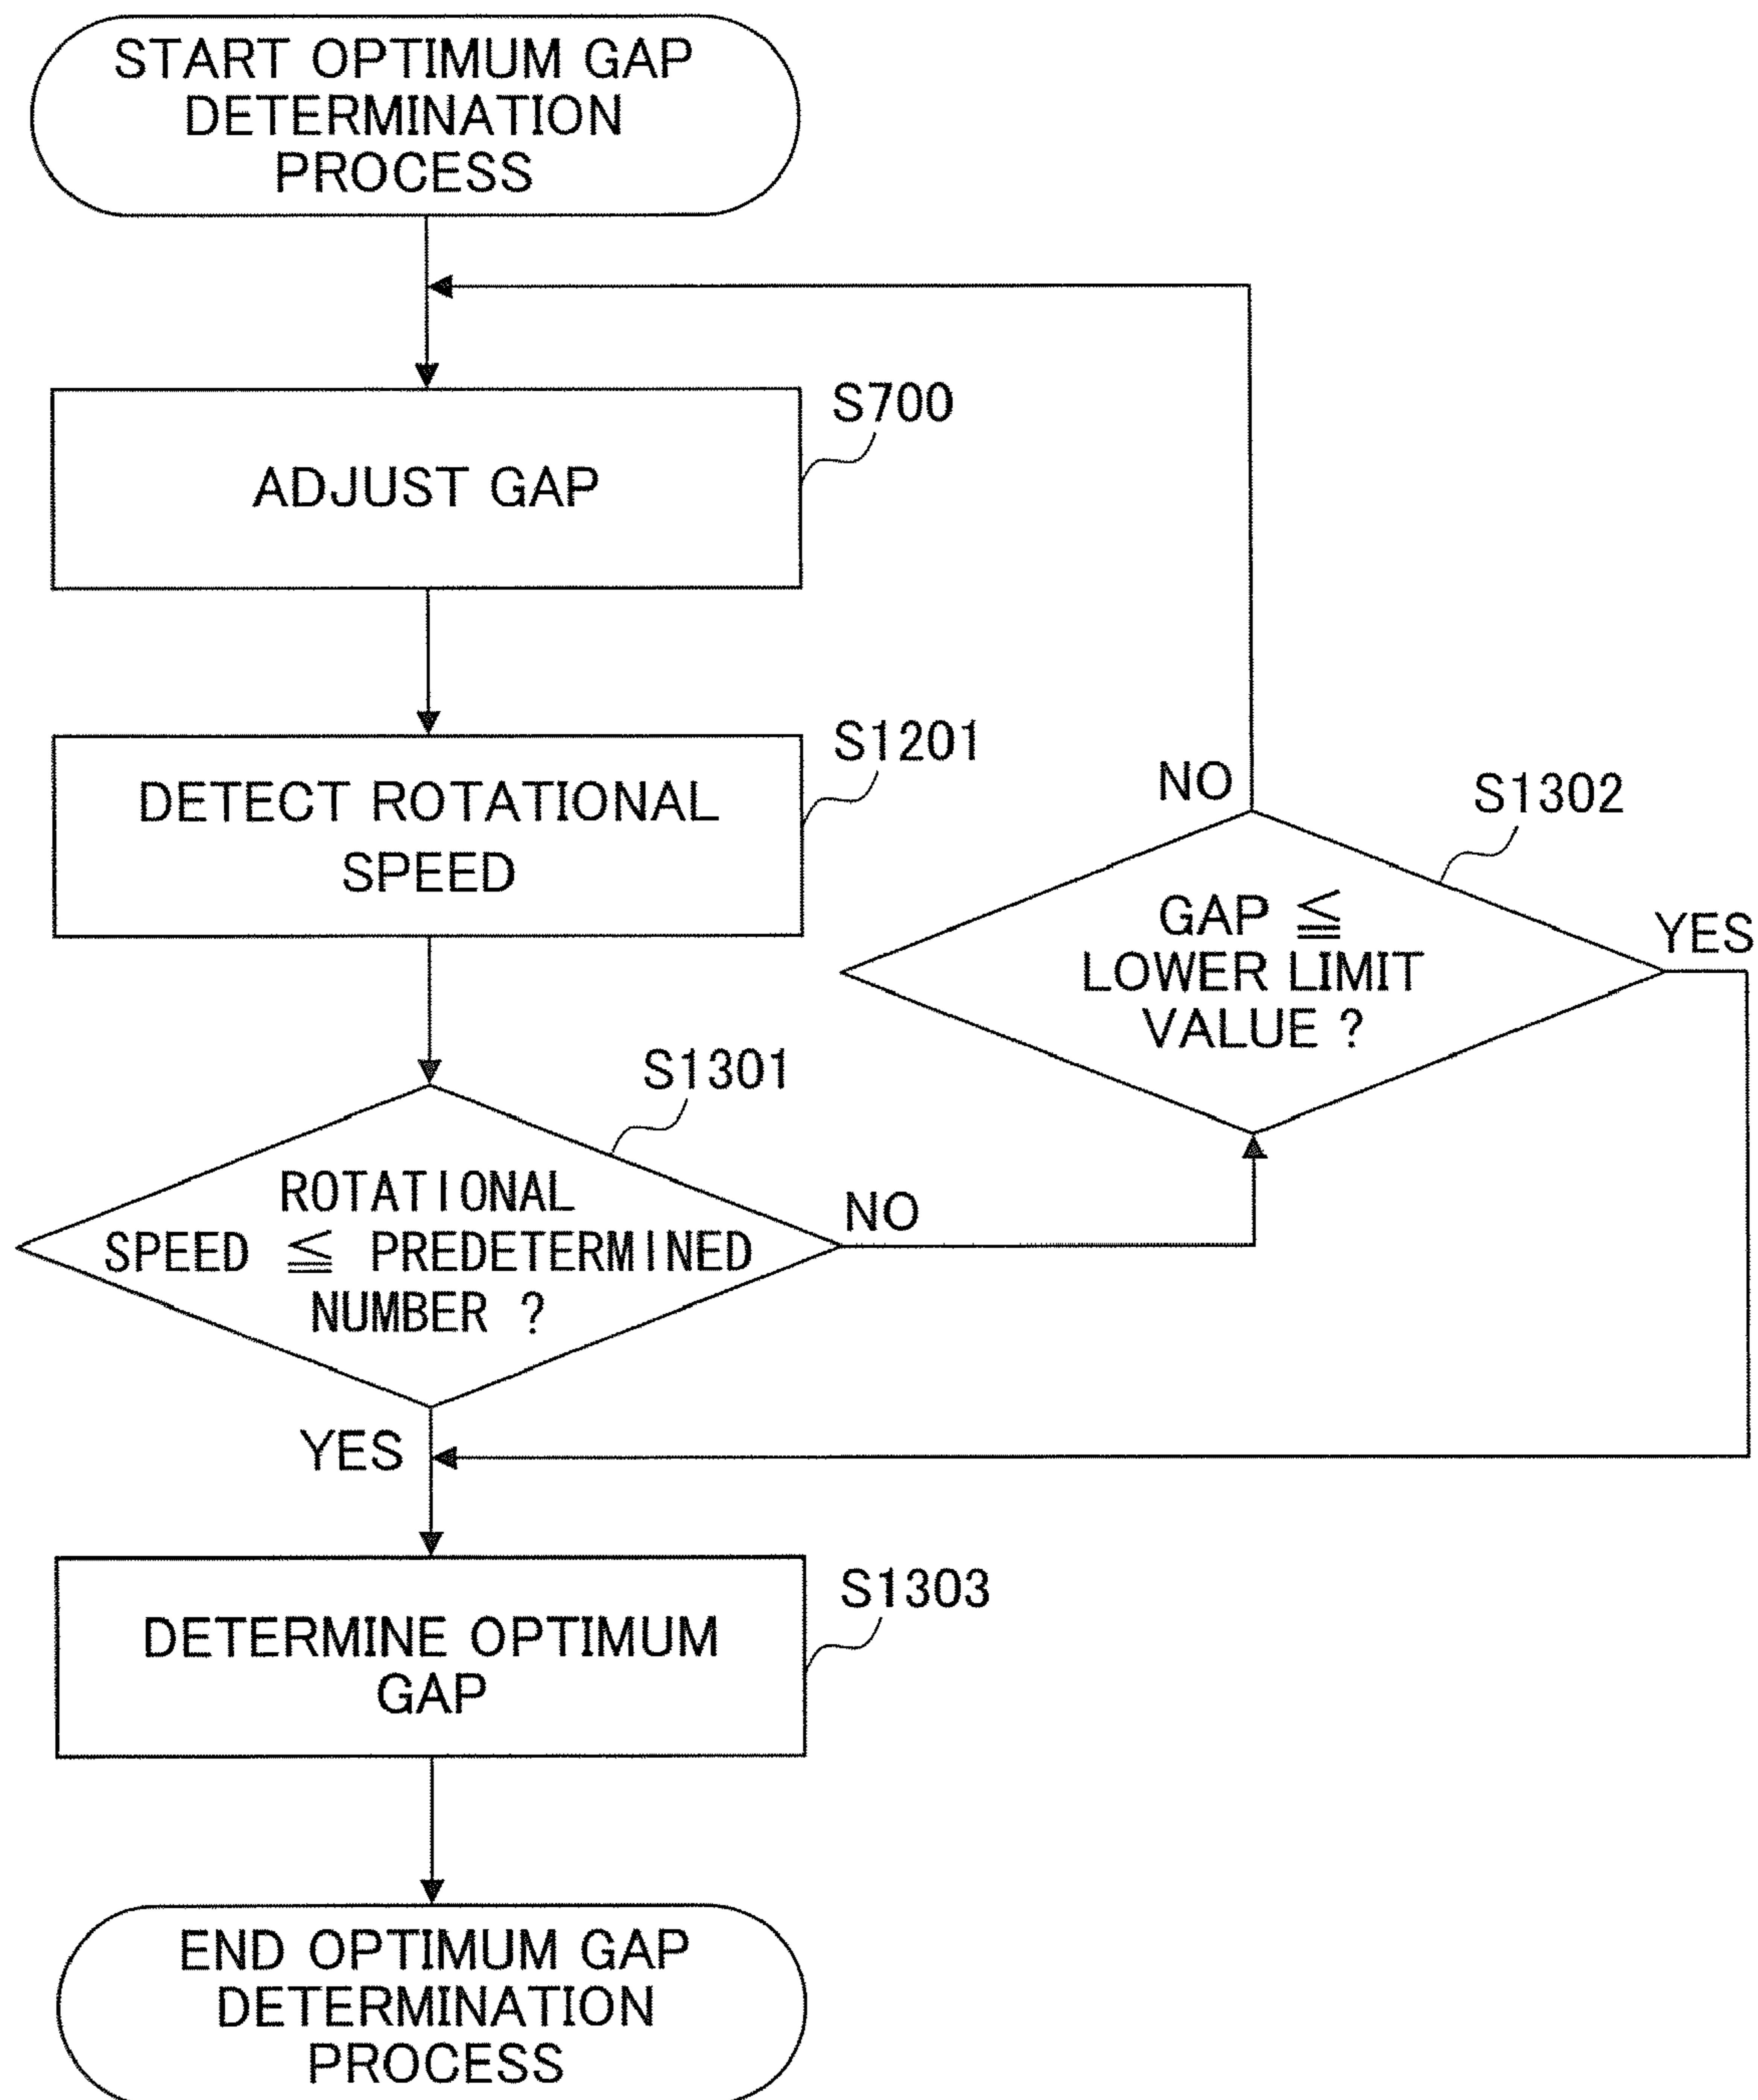 START OPTIMUM GAP
DETERMINATION
PROCESS
S700
ADJUST GAP
S1201
DETECT ROTATIONAL
SPEED
NO
S1302
GAP ≦
LOWER LIMIT
VALUE ?
YES
S1301
ROTATIONAL
SPEED ≦ PREDETERMINED
NUMBER ?
NO
YES
S1303
DETERMINE OPTIMUM
GAP
END OPTIMUM GAP
DETERMINATION
PROCESS